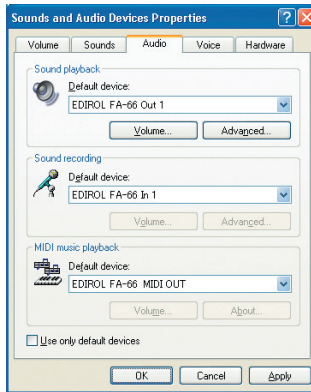 Sounds and Audio Devices Properties
Volume Sounds Audio Voice Hardware
Sound playback
Default device:
EDIROL FA-66 Out 1
Volume... Advanced...
Sound recording
Default device:
EDIROL FA-66 In 1
Volume... Advanced...
MIDI music playback
Default device:
EDIROL FA-66 MIDI OUT
Volume... About...
Use only default devices
OK Cancel Apply